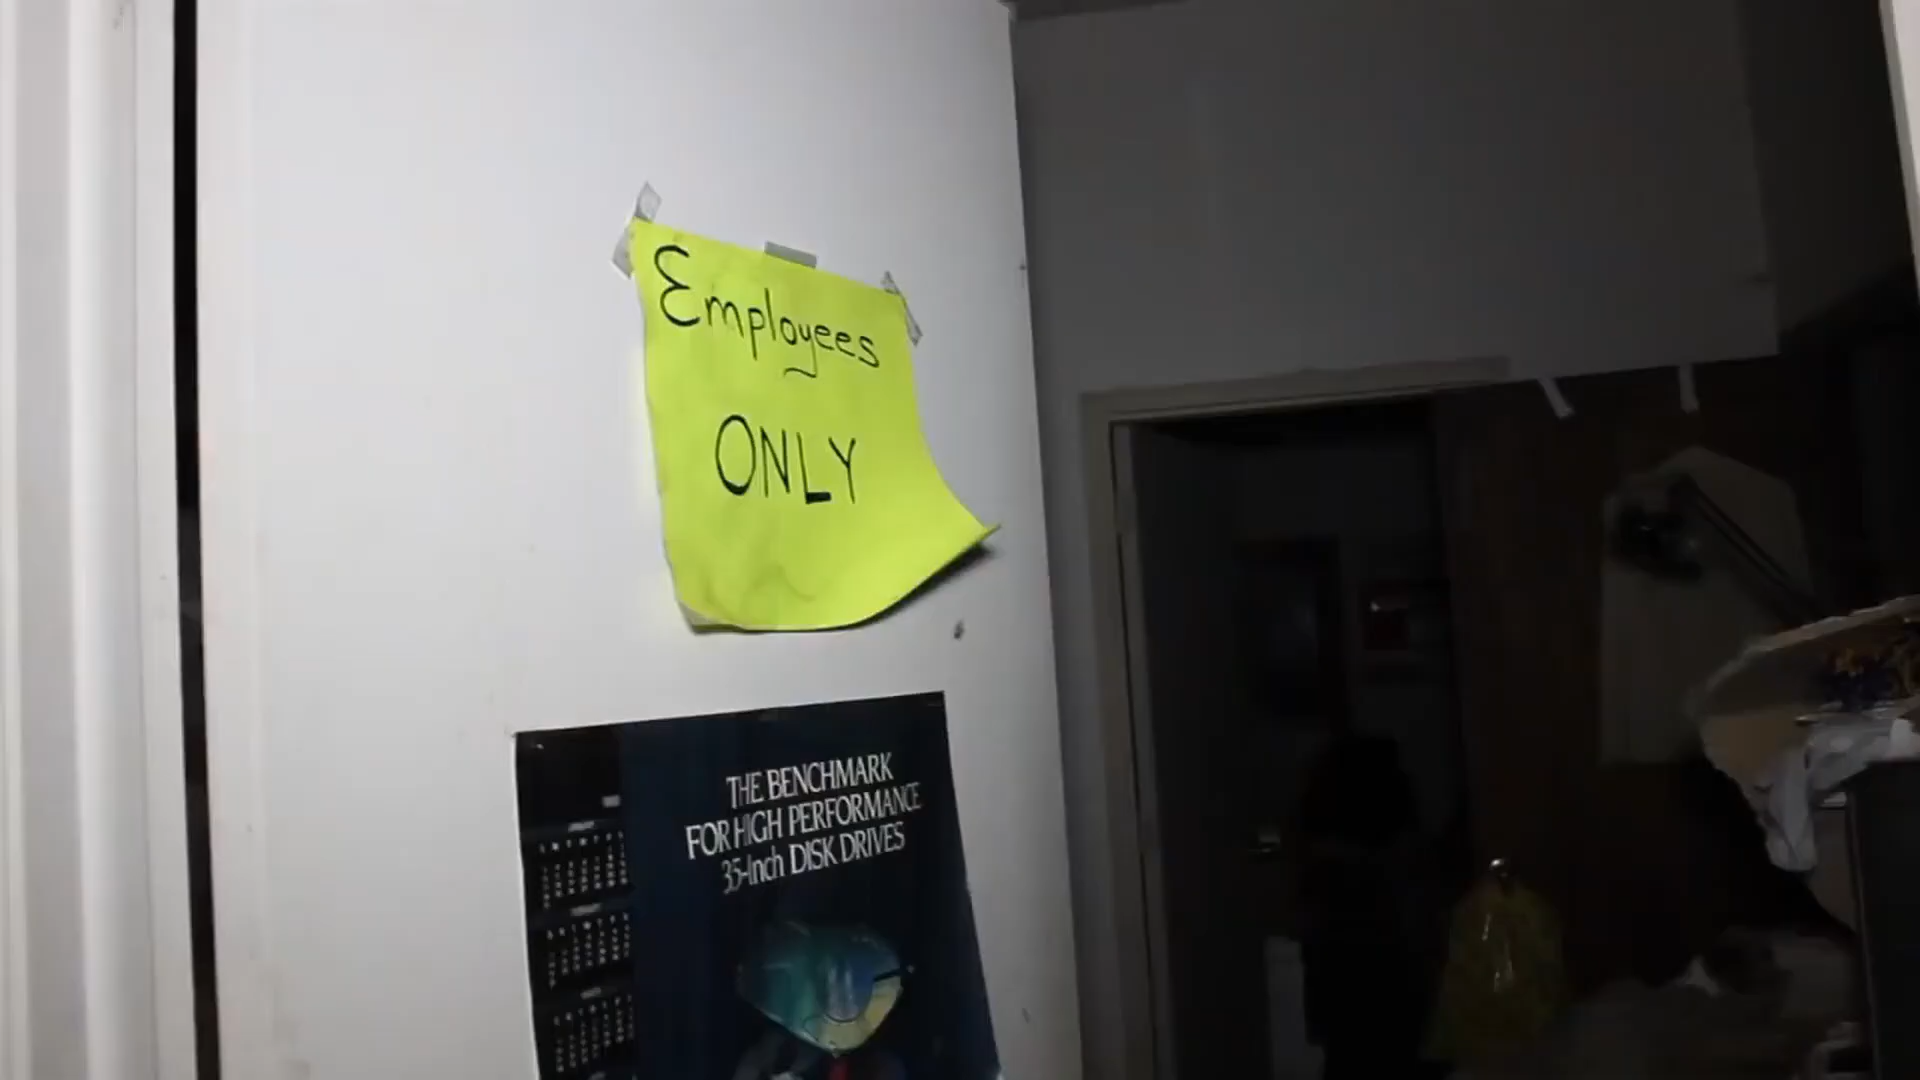 Employees
ONLY
THE BENCHMARK
FOR HIGH PERFORMANCE
3.5-Inch DISK DRIVES